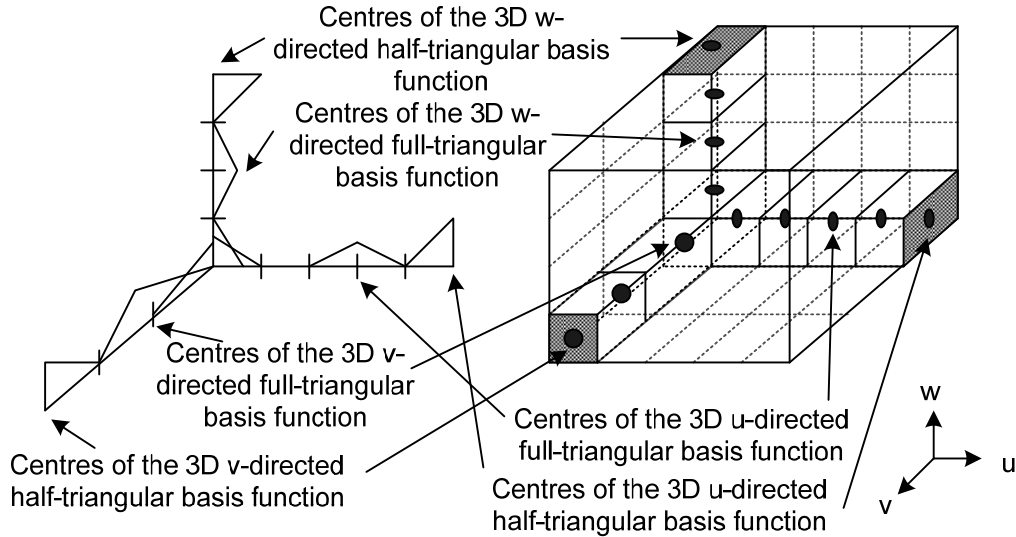 Centres of the 3D w-
directed half-triangular basis
function
Centres of the 3D w-
directed full-triangular
basis function
Centres of the 3D v-
directed full-triangular
basis function
Centres of the 3D v-directed
half-triangular basis function
Centres of the 3D u-directed
full-triangular basis function
Centres of the 3D u-directed
half-triangular basis function
w
u
v